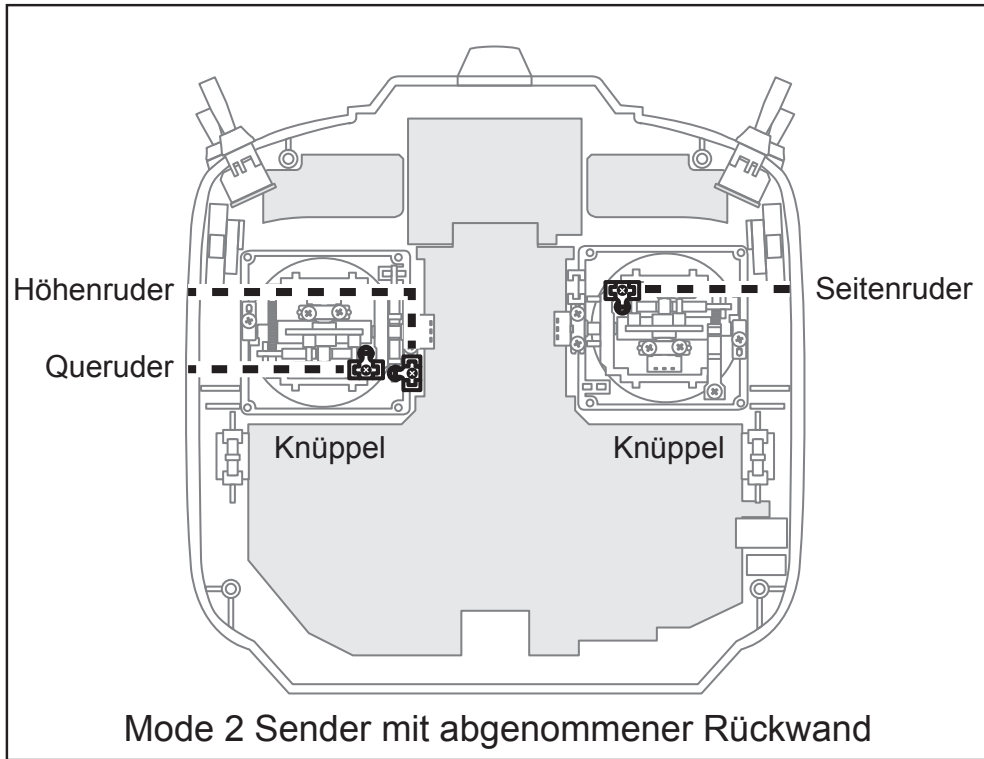 Höhenruder
Seitenruder
Queruder
Knüppel
Knüppel
Mode 2 Sender mit abgenommener Rückwand